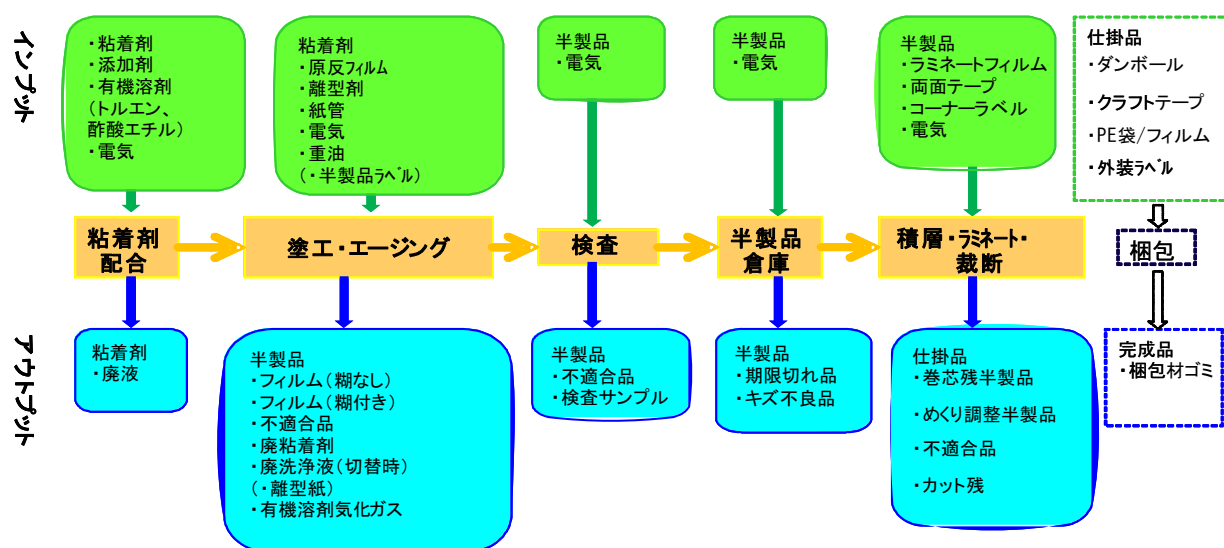 インプット
・粘着剤
・添加剤
・有機溶剤
(トルエン、
酢酸エチル)
・電気
粘着剤
・原反フィルム
・離型剤
・紙管
・電気
・重油
(・半製品ラベル)
半製品
・電気
半製品
・電気
半製品
・ラミネートフィルム
・両面テープ
・コーナーラベル
・電気
仕掛品
・ダンボール
・クラフトテープ
・PE袋/フィルム
・外装ラベル
粘着剤
配合
塗工・エージング
検査
半製品
倉庫
積層・ラミネート・
裁断
梱包
アウトプット
粘着剤
・廃液
半製品
・フィルム(糊なし)
・フィルム(糊付き)
・不適合品
・廃粘着剤
・廃洗浄液(切替時)
(・離型紙)
・有機溶剤気化ガス
半製品
・不適合品
・検査サンプル
半製品
・期限切れ品
・キズ不良品
仕掛品
・巻芯残半製品
・めくり調整半製品
・不適合品
・カット残
完成品
・梱包材ゴミ